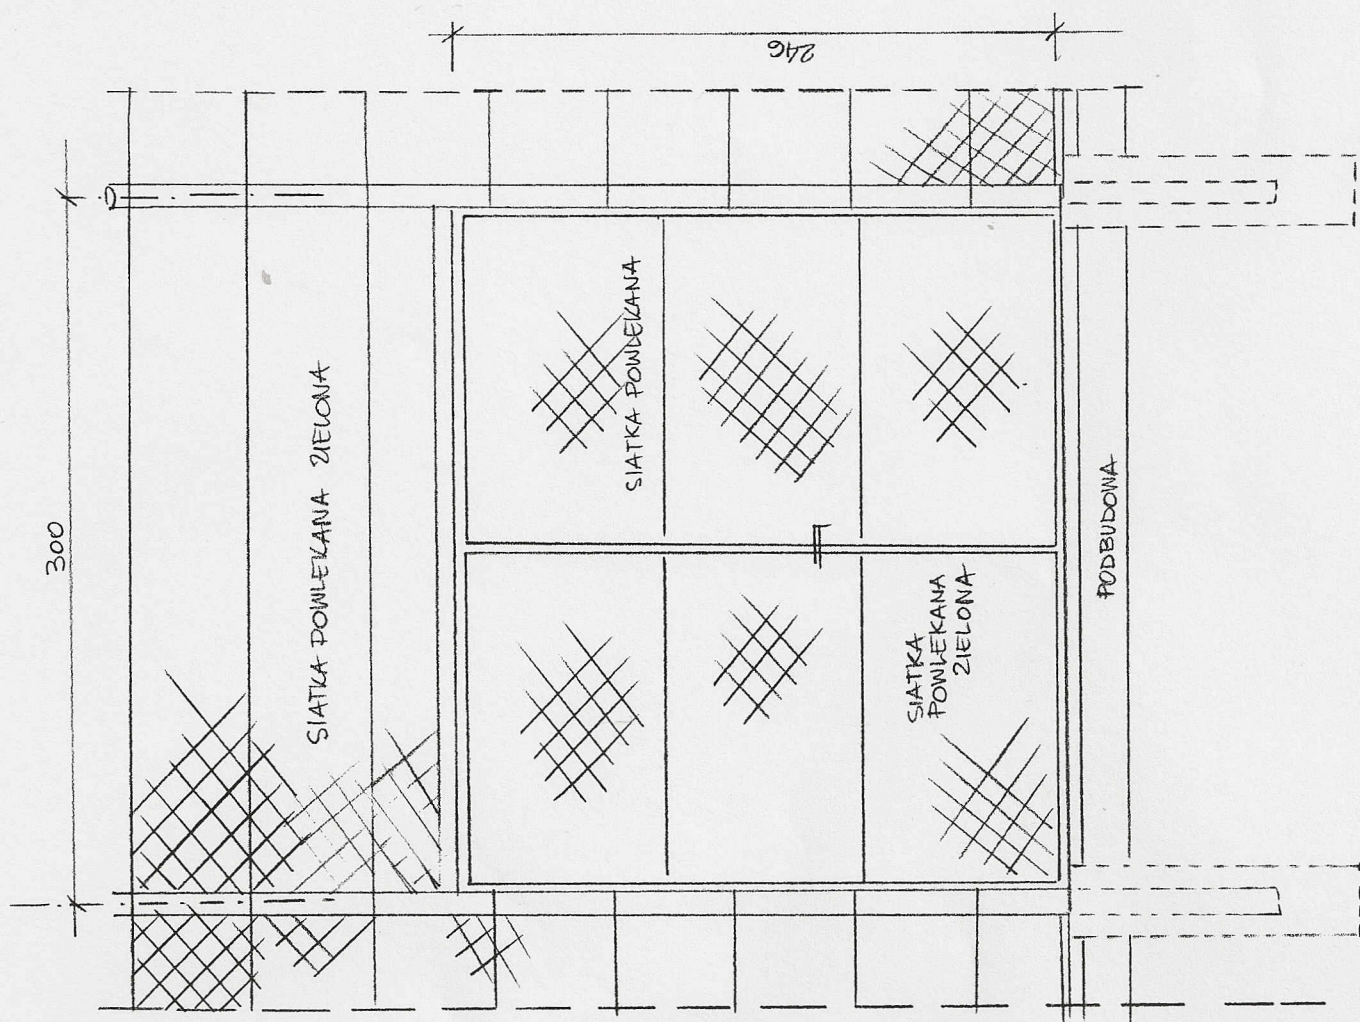 246
300
SIATKA POWLEKANA ZIELONA
SIATKA POWLEKANA
SIATKA
POWLEKANA
ZIELONA
PODBUDOWA